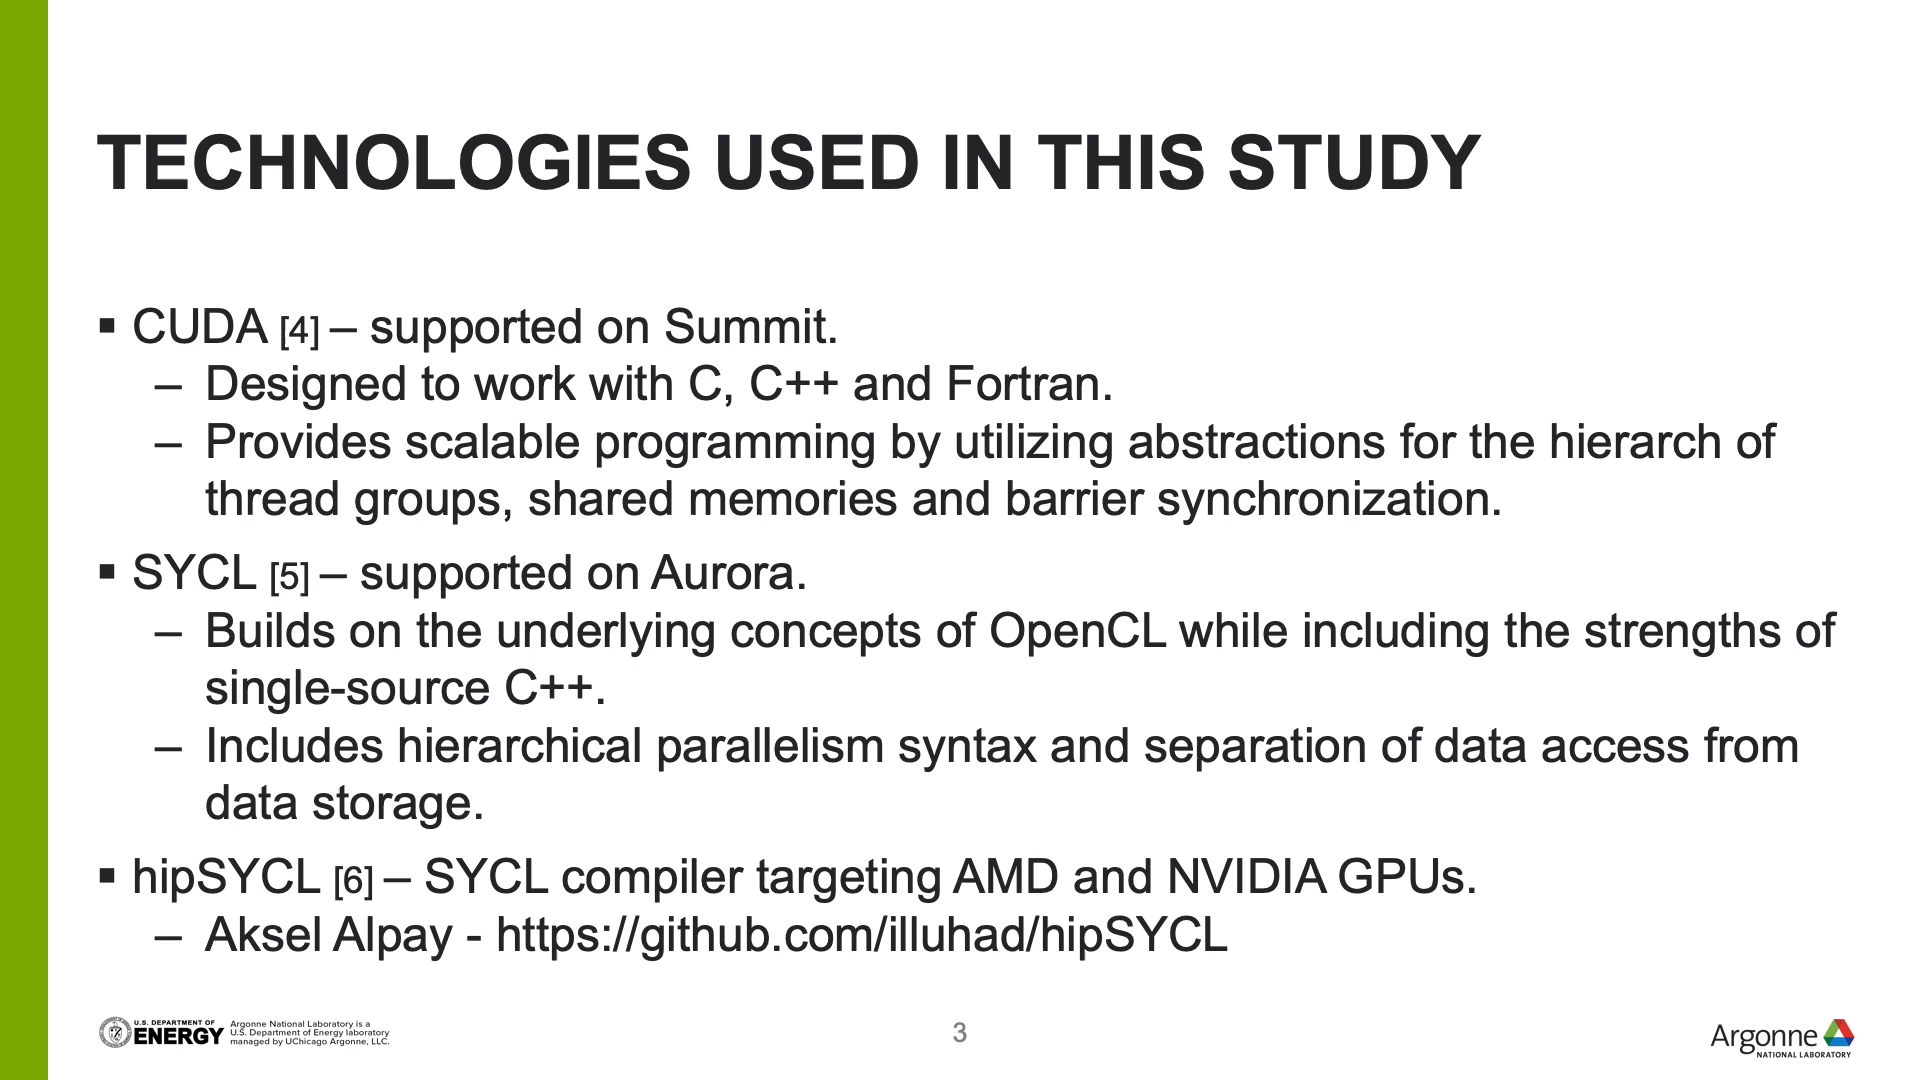 TECHNOLOGIES USED IN THIS STUDY
▪ CUDA [4] – supported on Summit.
– Designed to work with C, C++ and Fortran.
– Provides scalable programming by utilizing abstractions for the hierarch of
thread groups, shared memories and barrier synchronization.
▪ SYCL [5] – supported on Aurora.
– Builds on the underlying concepts of OpenCL while including the strengths of
single-source C++.
– Includes hierarchical parallelism syntax and separation of data access from
data storage.
▪ hipSYCL [6] – SYCL compiler targeting AMD and NVIDIA GPUs.
– Aksel Alpay - https://github.com/illuhad/hipSYCL
U.S. DEPARTMENT OF
ENERGY
Argonne National Laboratory is a
U.S. Department of Energy laboratory
managed by UChicago Argonne, LLC.
3
Argonne
NATIONAL LABORATORY